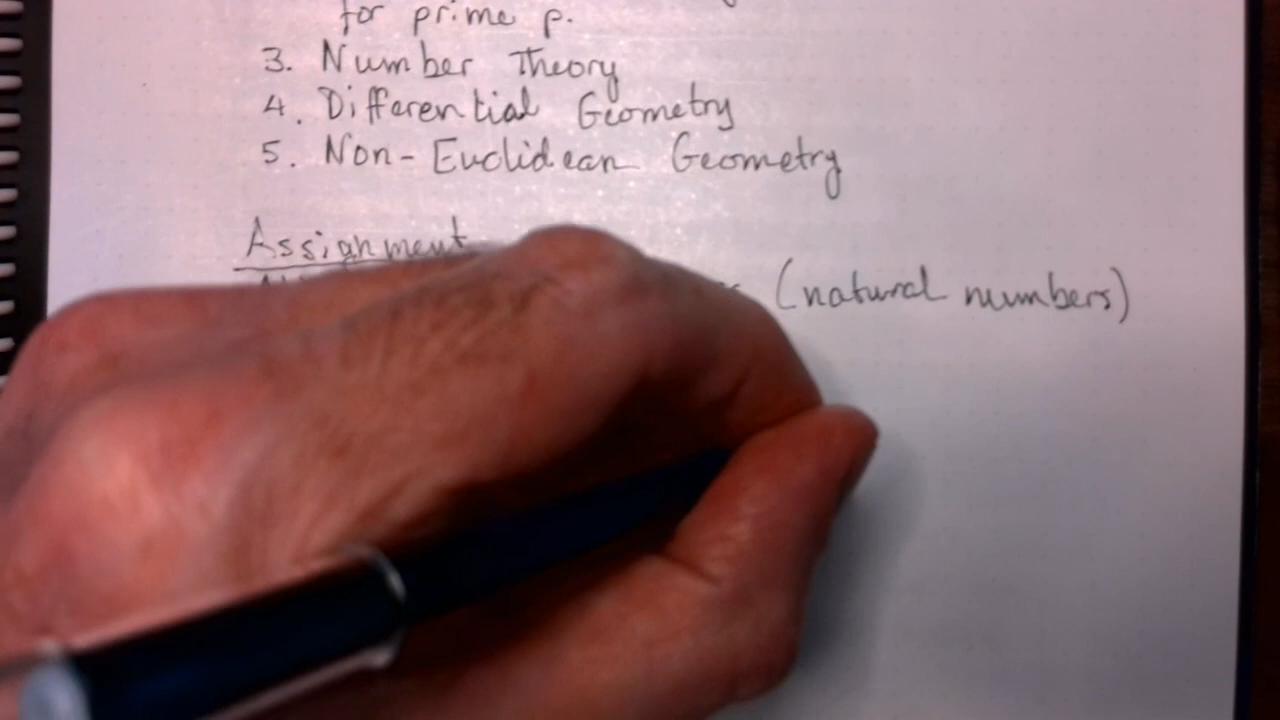 for prime p.
3. Number Theory
4. Differential Geometry
5. Non-Euclidean Geometry
Assignment
(natural numbers)